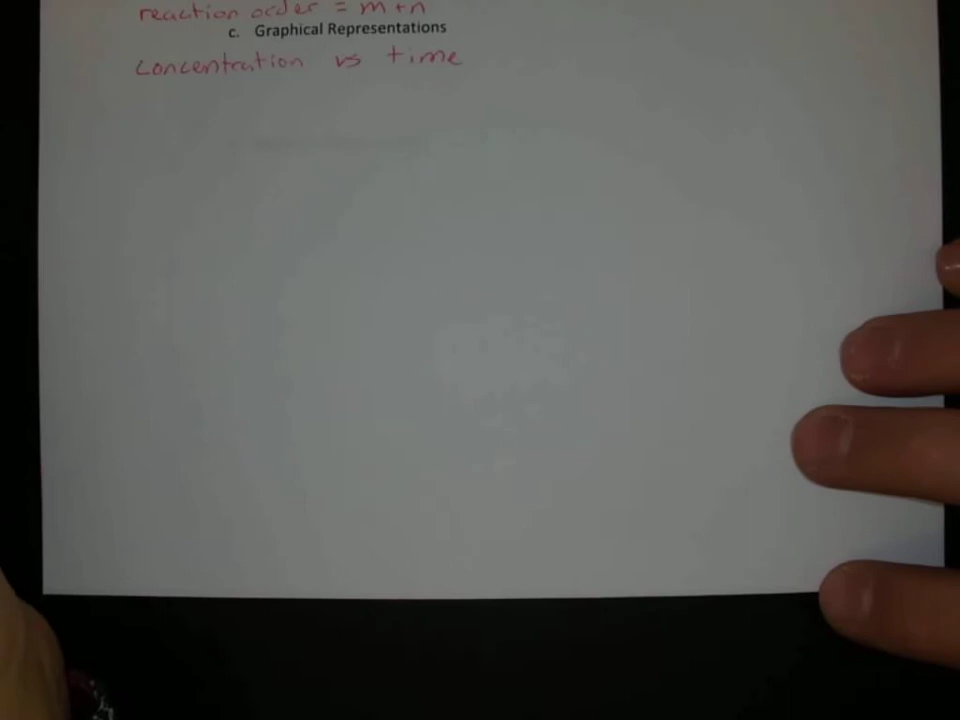 reaction order = m+n
c. Graphical Representations
concentration vs time